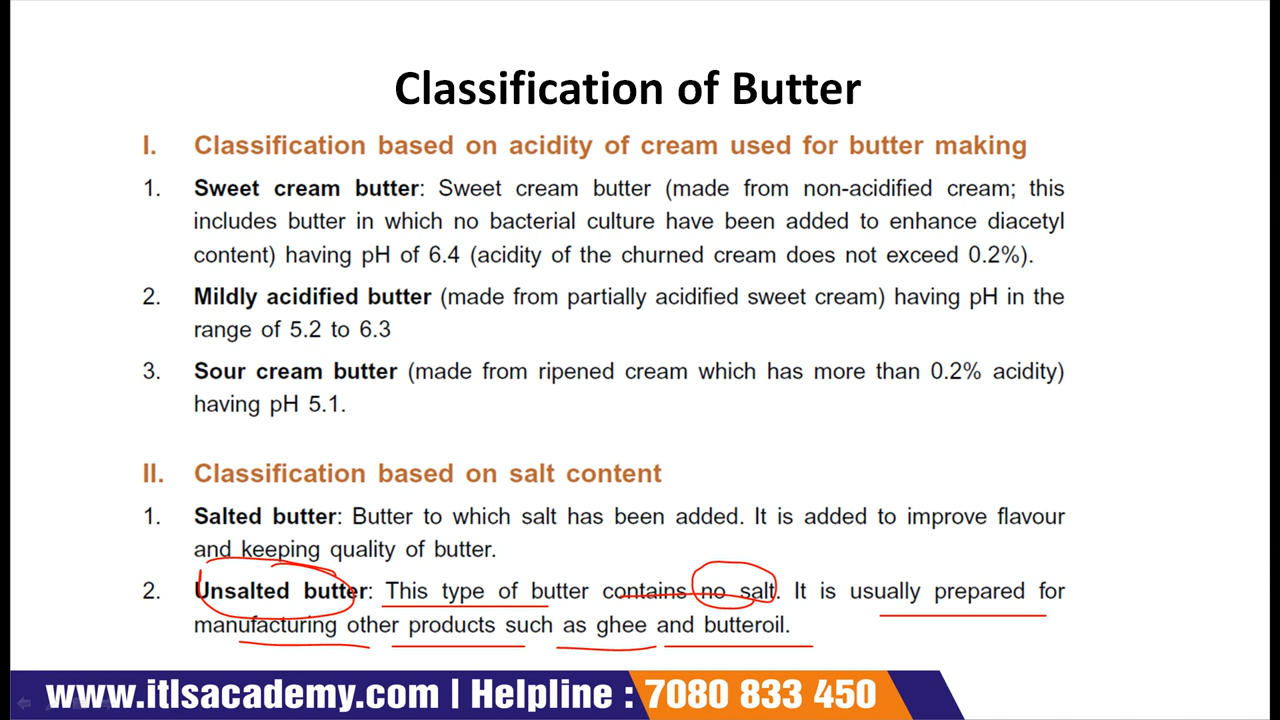 Classification of Butter
I. Classification based on acidity of cream used for butter making
1. Sweet cream butter: Sweet cream butter (made from non-acidified cream; this
includes butter in which no bacterial culture have been added to enhance diacetyl
content) having pH of 6.4 (acidity of the churned cream does not exceed 0.2%).
2. Mildly acidified butter (made from partially acidified sweet cream) having pH in the
range of 5.2 to 6.3
3. Sour cream butter (made from ripened cream which has more than 0.2% acidity)
having pH 5.1.
II. Classification based on salt content
1. Salted butter: Butter to which salt has been added. It is added to improve flavour
and keeping quality of butter.
2. Unsalted butter: This type of butter contains no salt. It is usually prepared for
manufacturing other products such as ghee and butteroil.
www.itlsacademy.com | Helpline : 7080 833 450